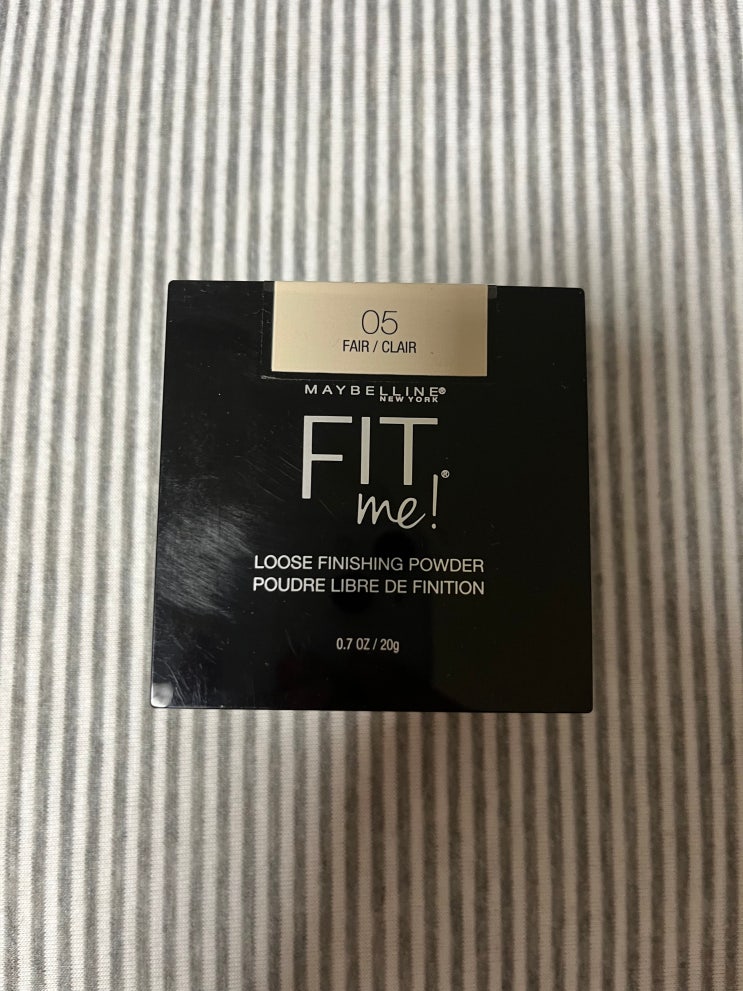 05
FAIR / CLAIR
MAYBELLINE®
NEW YORK
FIT
me!®
LOOSE FINISHING POWDER
POUDRE LIBRE DE FINITION
0.7 OZ / 20g